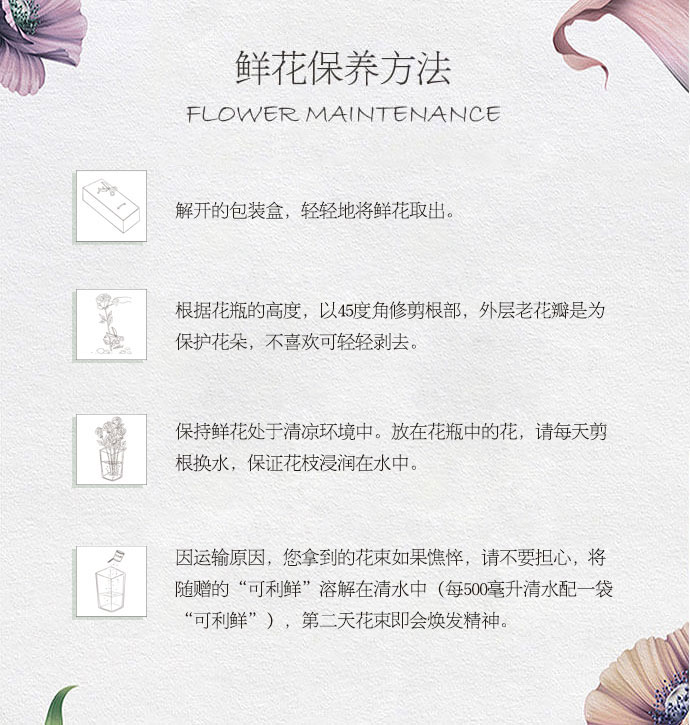 鲜花保养方法
FLOWER MAINTENANCE
解开的包装盒，轻轻地将鲜花取出。
根据花瓶的高度，以45度角修剪根部，外层老花瓣是为
保护花朵，不喜欢可轻轻剥去。
保持鲜花处于清凉环境中。放在花瓶中的花，请每天剪
根换水，保证花枝浸润在水中。
因运输原因，您拿到的花束如果憔悴，请不要担心，将
随赠的“可利鲜”溶解在清水中（每500毫升清水配一袋
“可利鲜”），第二天花束即会焕发精神。